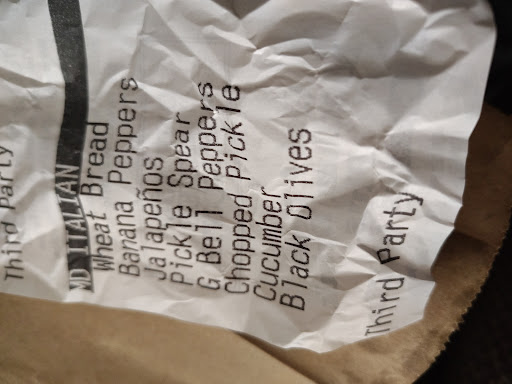 Third Party
MD ITALIAN
Wheat Bread
Banana Peppers
Jalapeños
Pickle Spear
G Bell Peppers
Chopped Pickle
Cucumber
Black Olives
Third Party